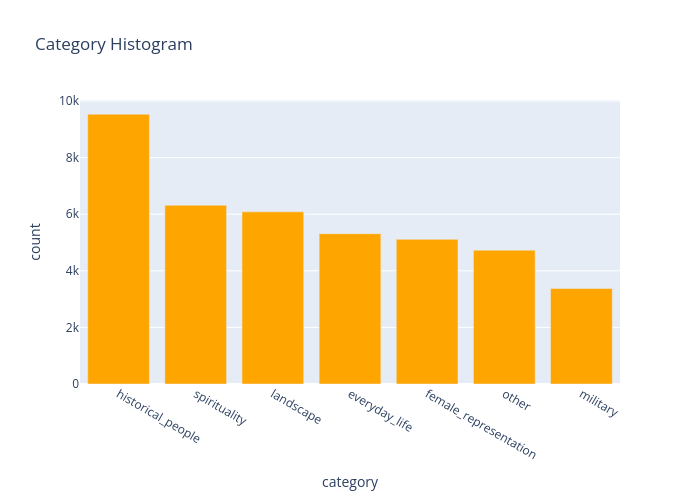 Category Histogram
10k
8k
6k
4k
2k
0
count
historical_people
spirituality
landscape
everyday_life
female_representation
other
military
category